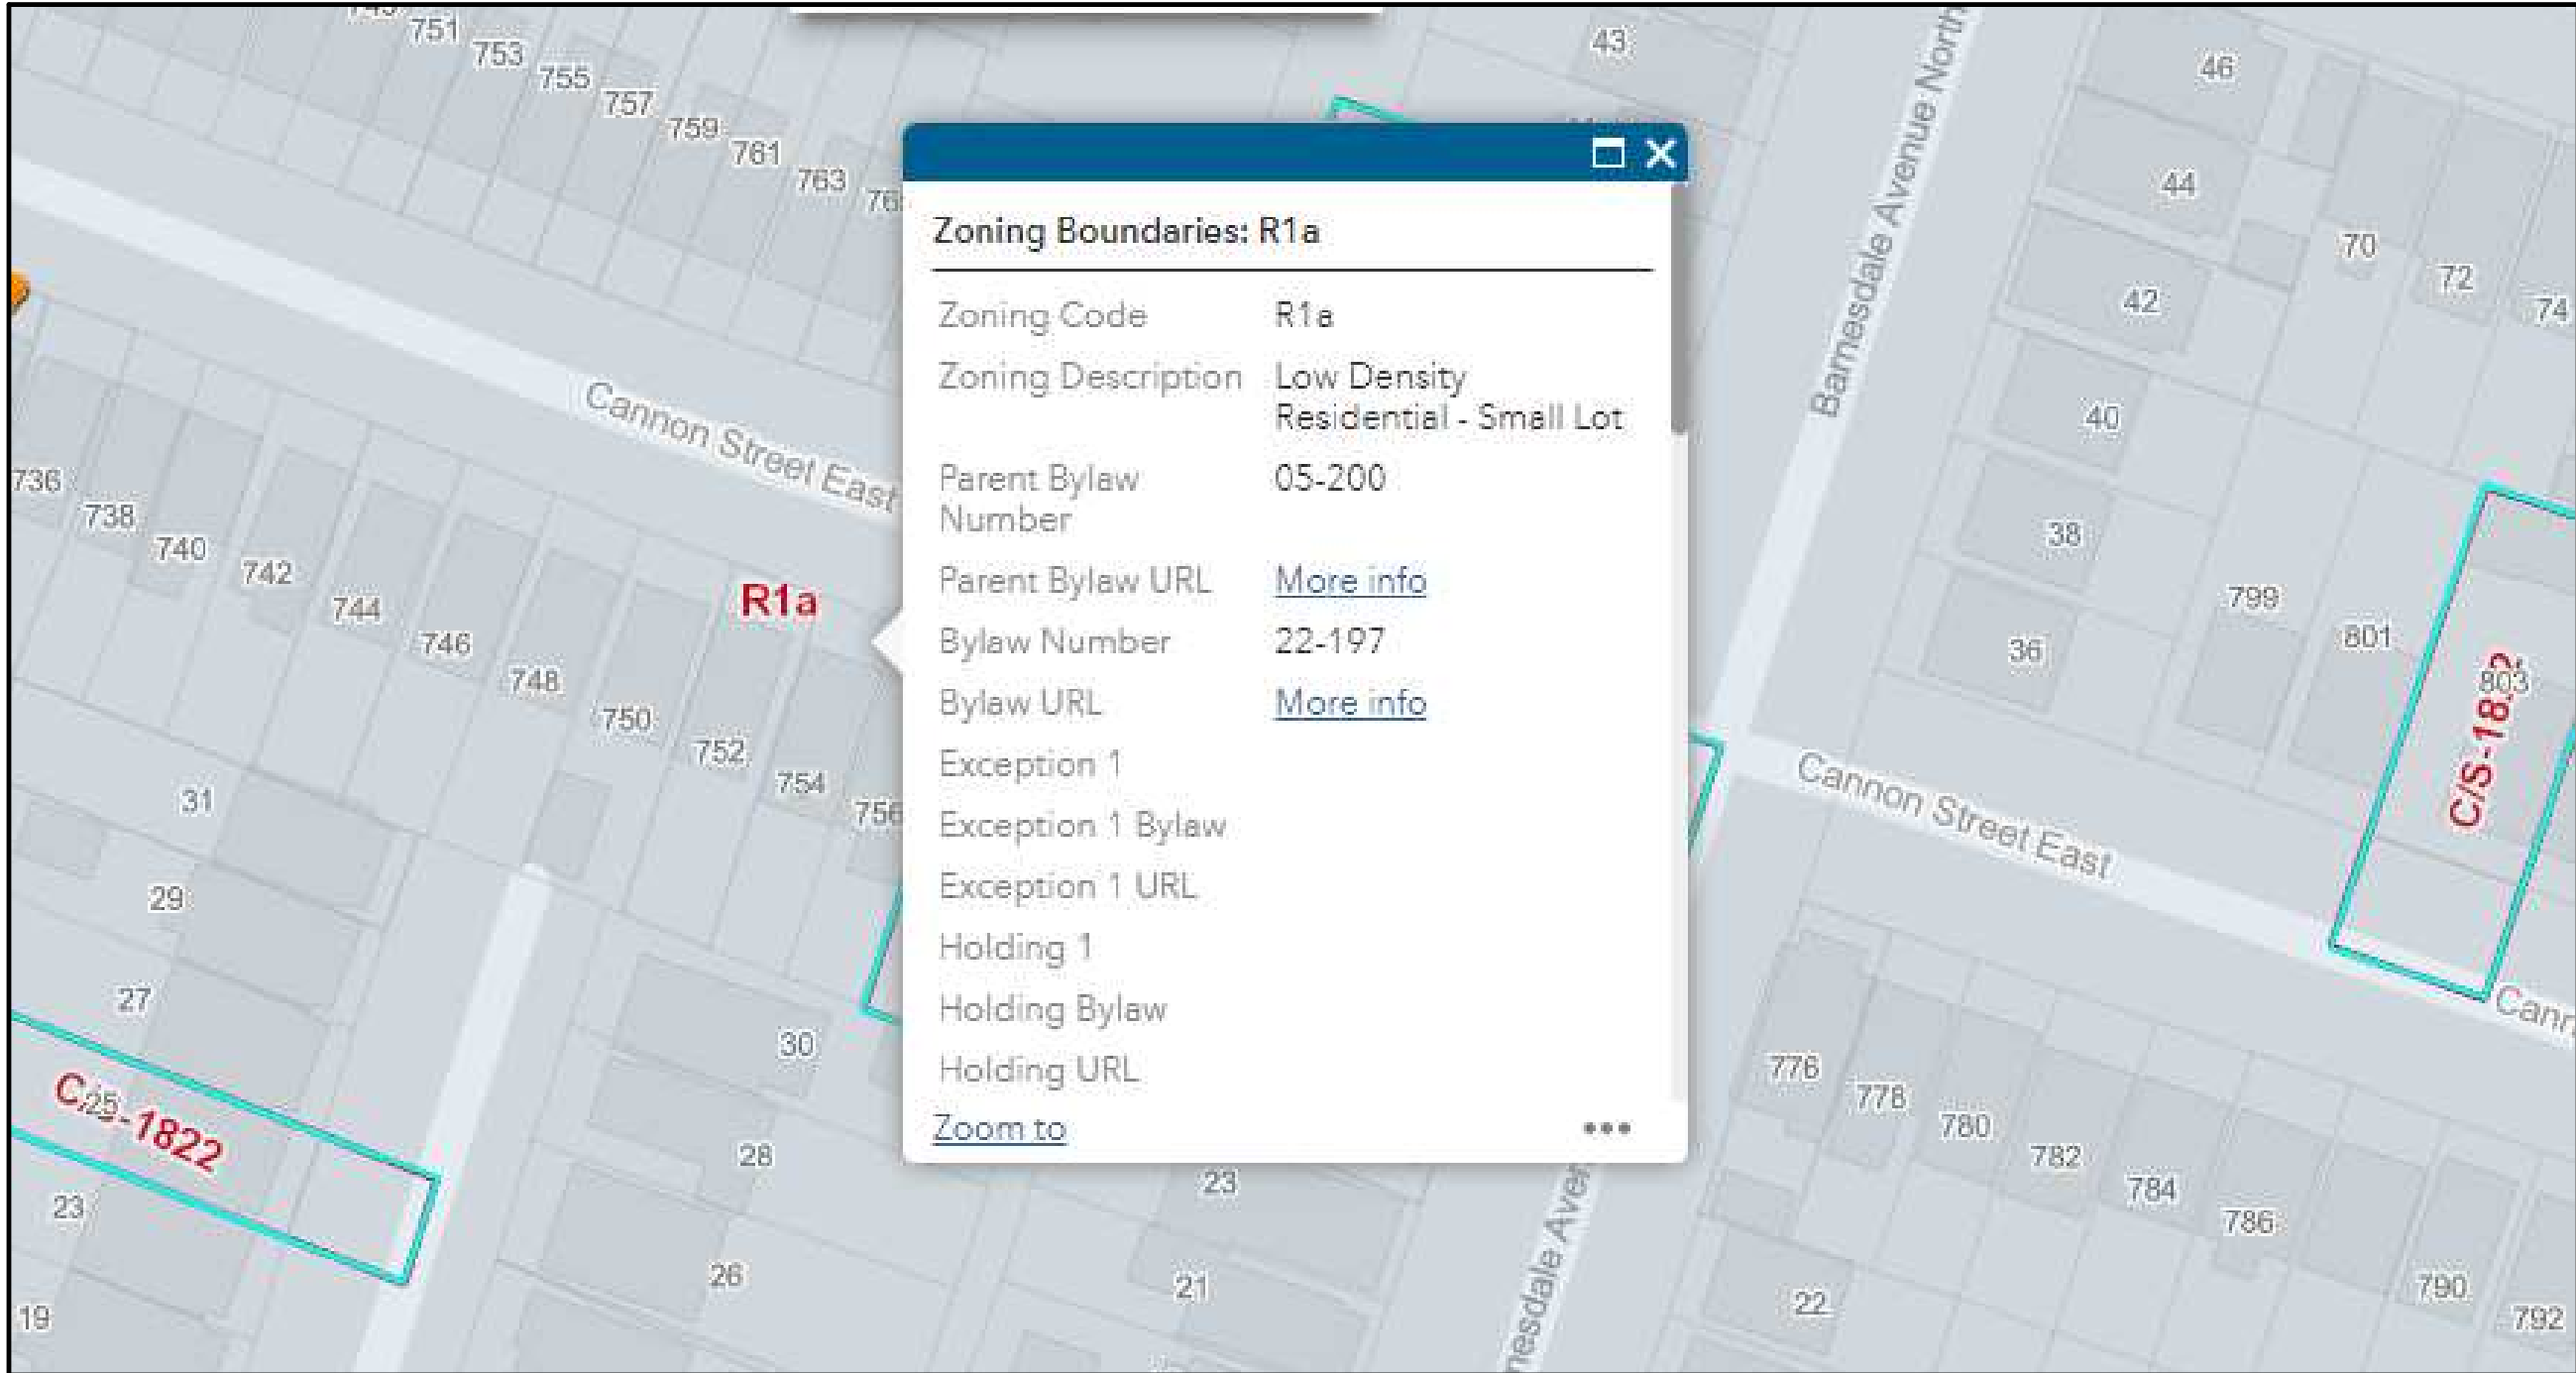 751
753
755
757
759
761
763
43
46
44
42
40
38
36
70
72
74
Barnesdale Avenue North
Cannon Street East
736
738
740
742
744
746
748
750
752
754
756
R1a
Zoning Boundaries: R1a
Zoning Code R1a
Zoning Description Low Density
Residential - Small Lot
Parent Bylaw 05-200
Number
Parent Bylaw URL More info
Bylaw Number 22-197
Bylaw URL More info
Exception 1
Exception 1 Bylaw
Exception 1 URL
Holding 1
Holding Bylaw
Holding URL
Zoom to
799
801
803
Cannon Street East
31
29
27
25
C/S-1822
23
19
30
28
26
23
21
776
778
780
782
784
786
790
792
22